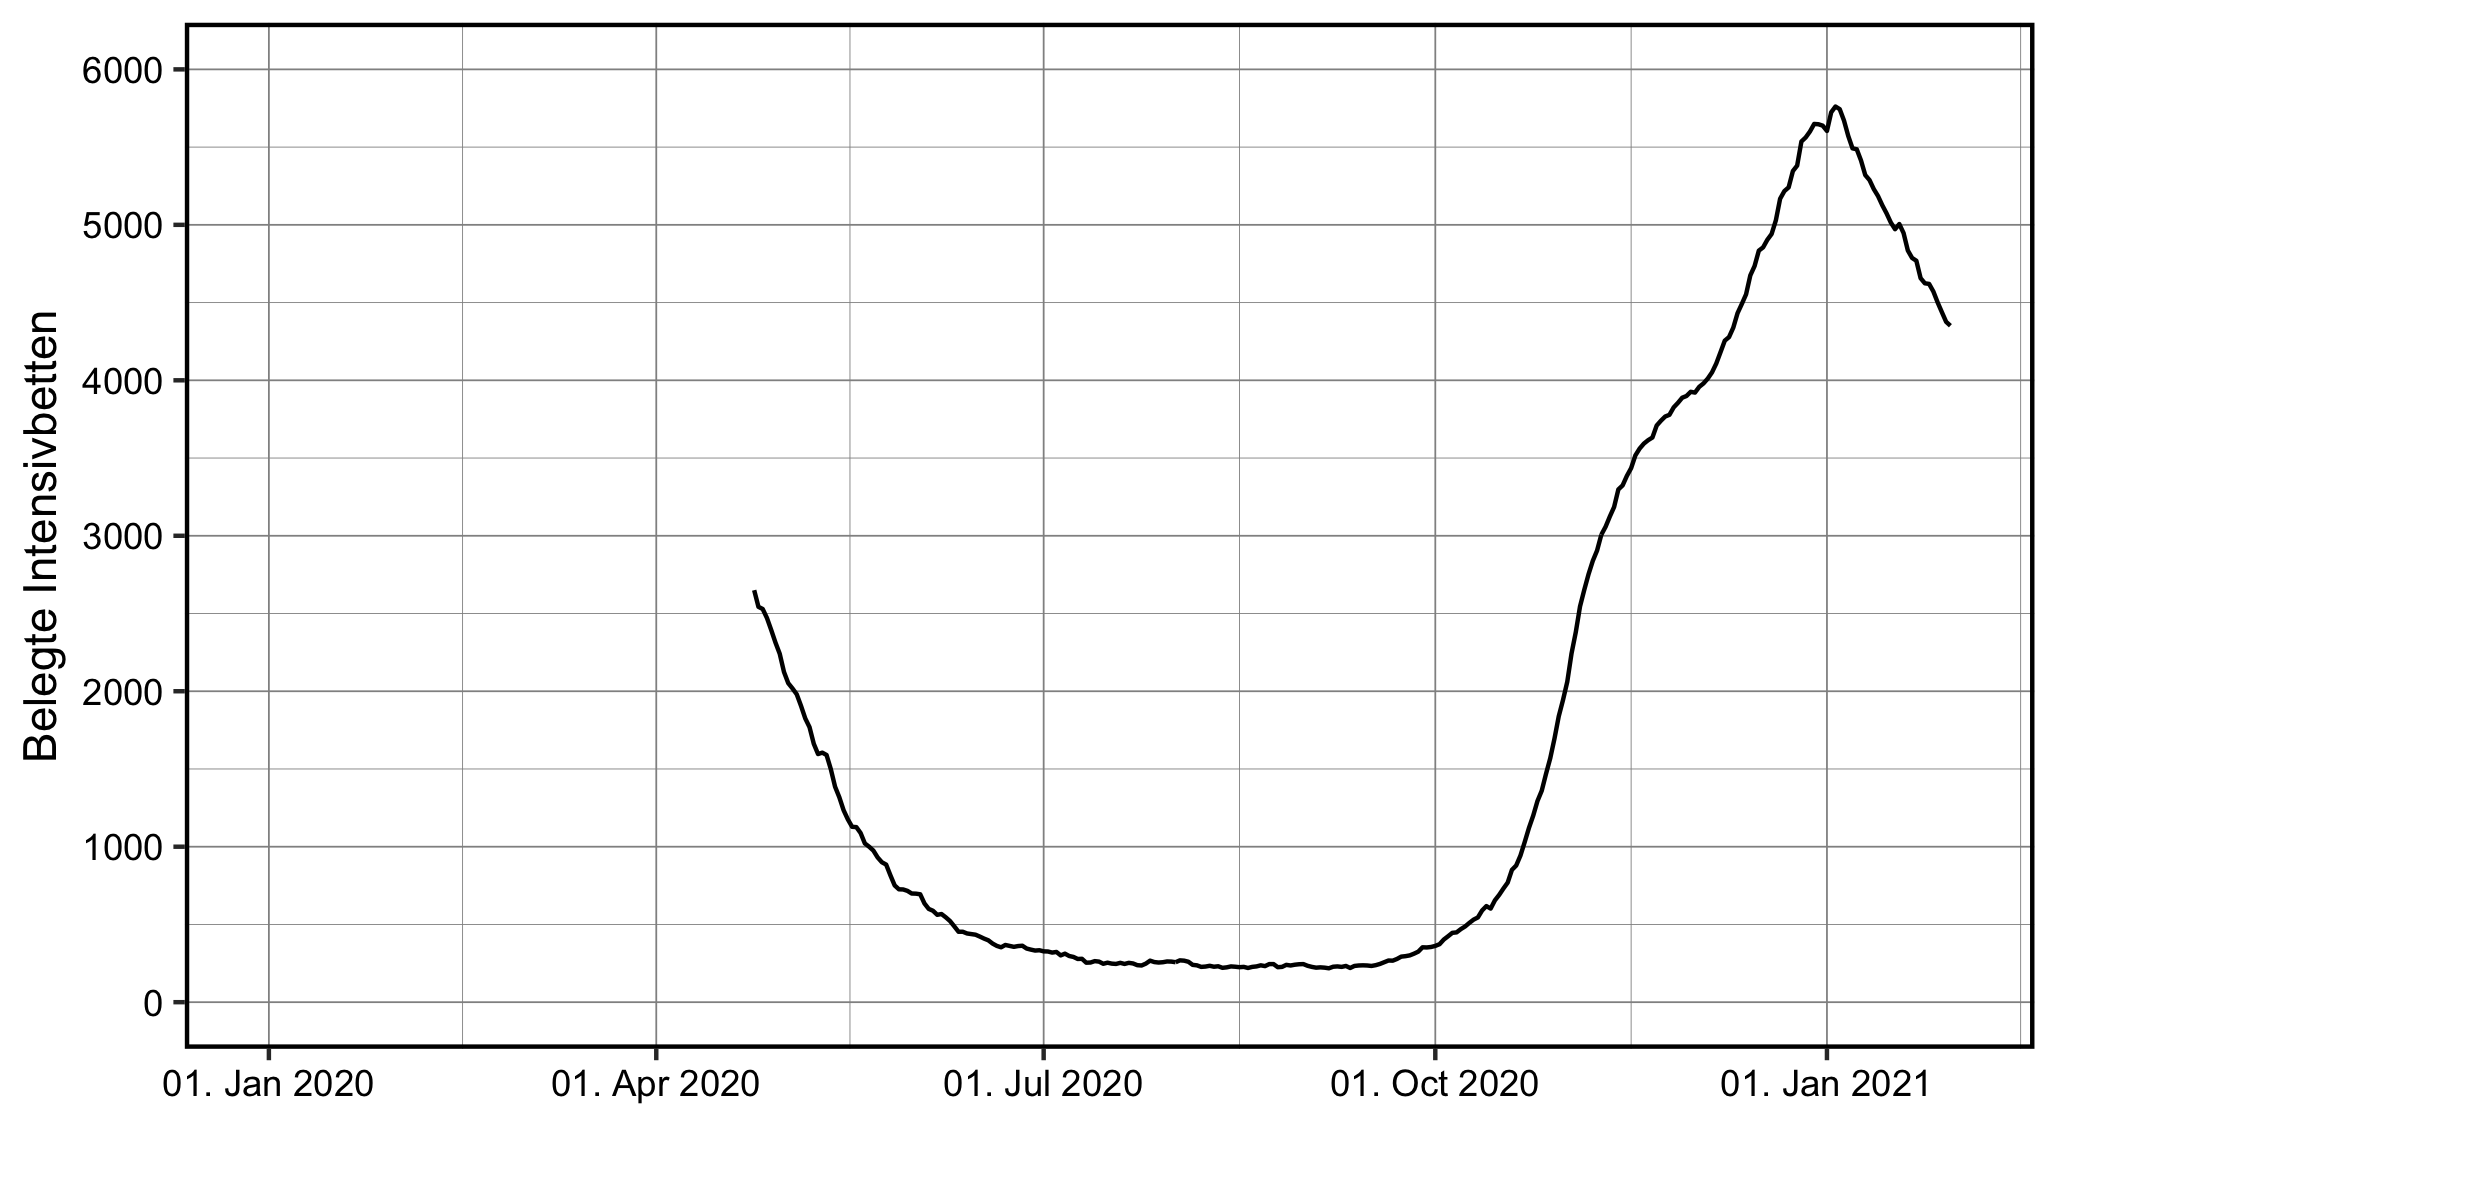 Belegte Intensivbetten
6000
5000
4000
3000
2000
1000
0
01. Jan 2020
01. Apr 2020
01. Jul 2020
01. Oct 2020
01. Jan 2021